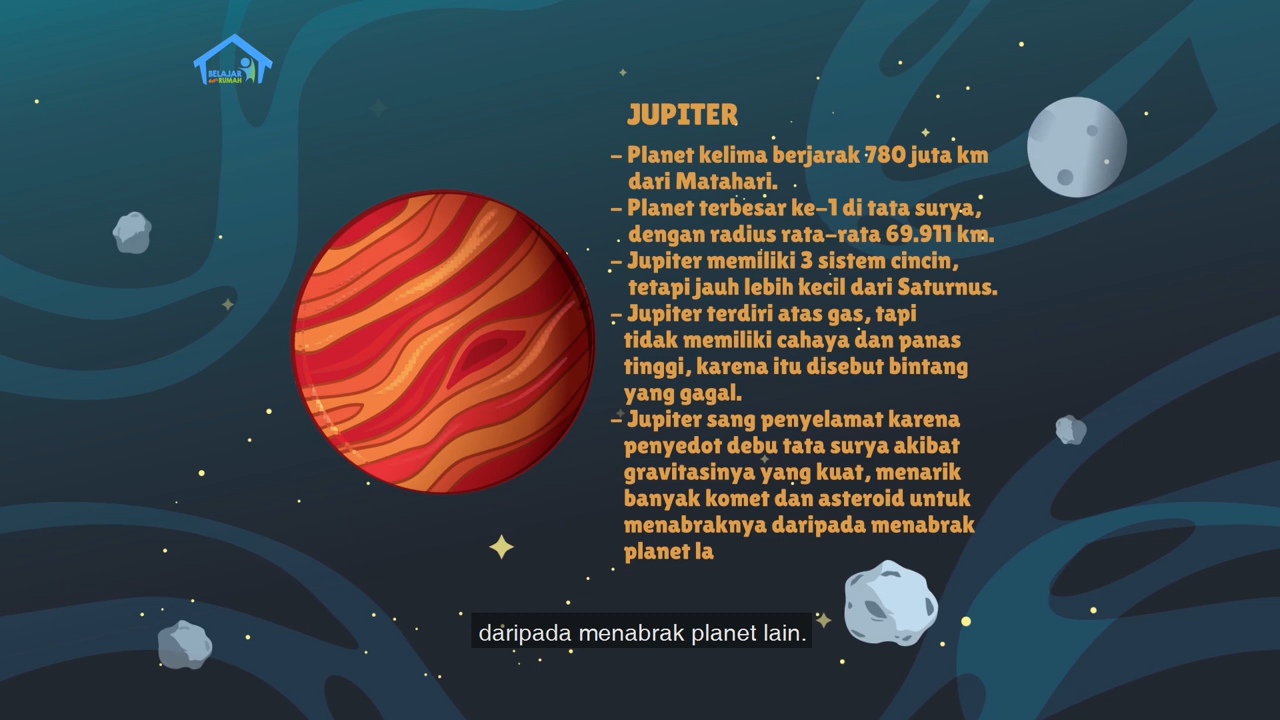 BELAJAR
dari RUMAH
JUPITER
– Planet kelima berjarak 780 juta km
dari Matahari.
– Planet terbesar ke-1 di tata surya,
dengan radius rata-rata 69.911 km.
– Jupiter memiliki 3 sistem cincin,
tetapi jauh lebih kecil dari Saturnus.
– Jupiter terdiri atas gas, tapi
tidak memiliki cahaya dan panas
tinggi, karena itu disebut bintang
yang gagal.
– Jupiter sang penyelamat karena
penyedot debu tata surya akibat
gravitasinya yang kuat, menarik
banyak komet dan asteroid untuk
menabraknya daripada menabrak
planet la
daripada menabrak planet lain.